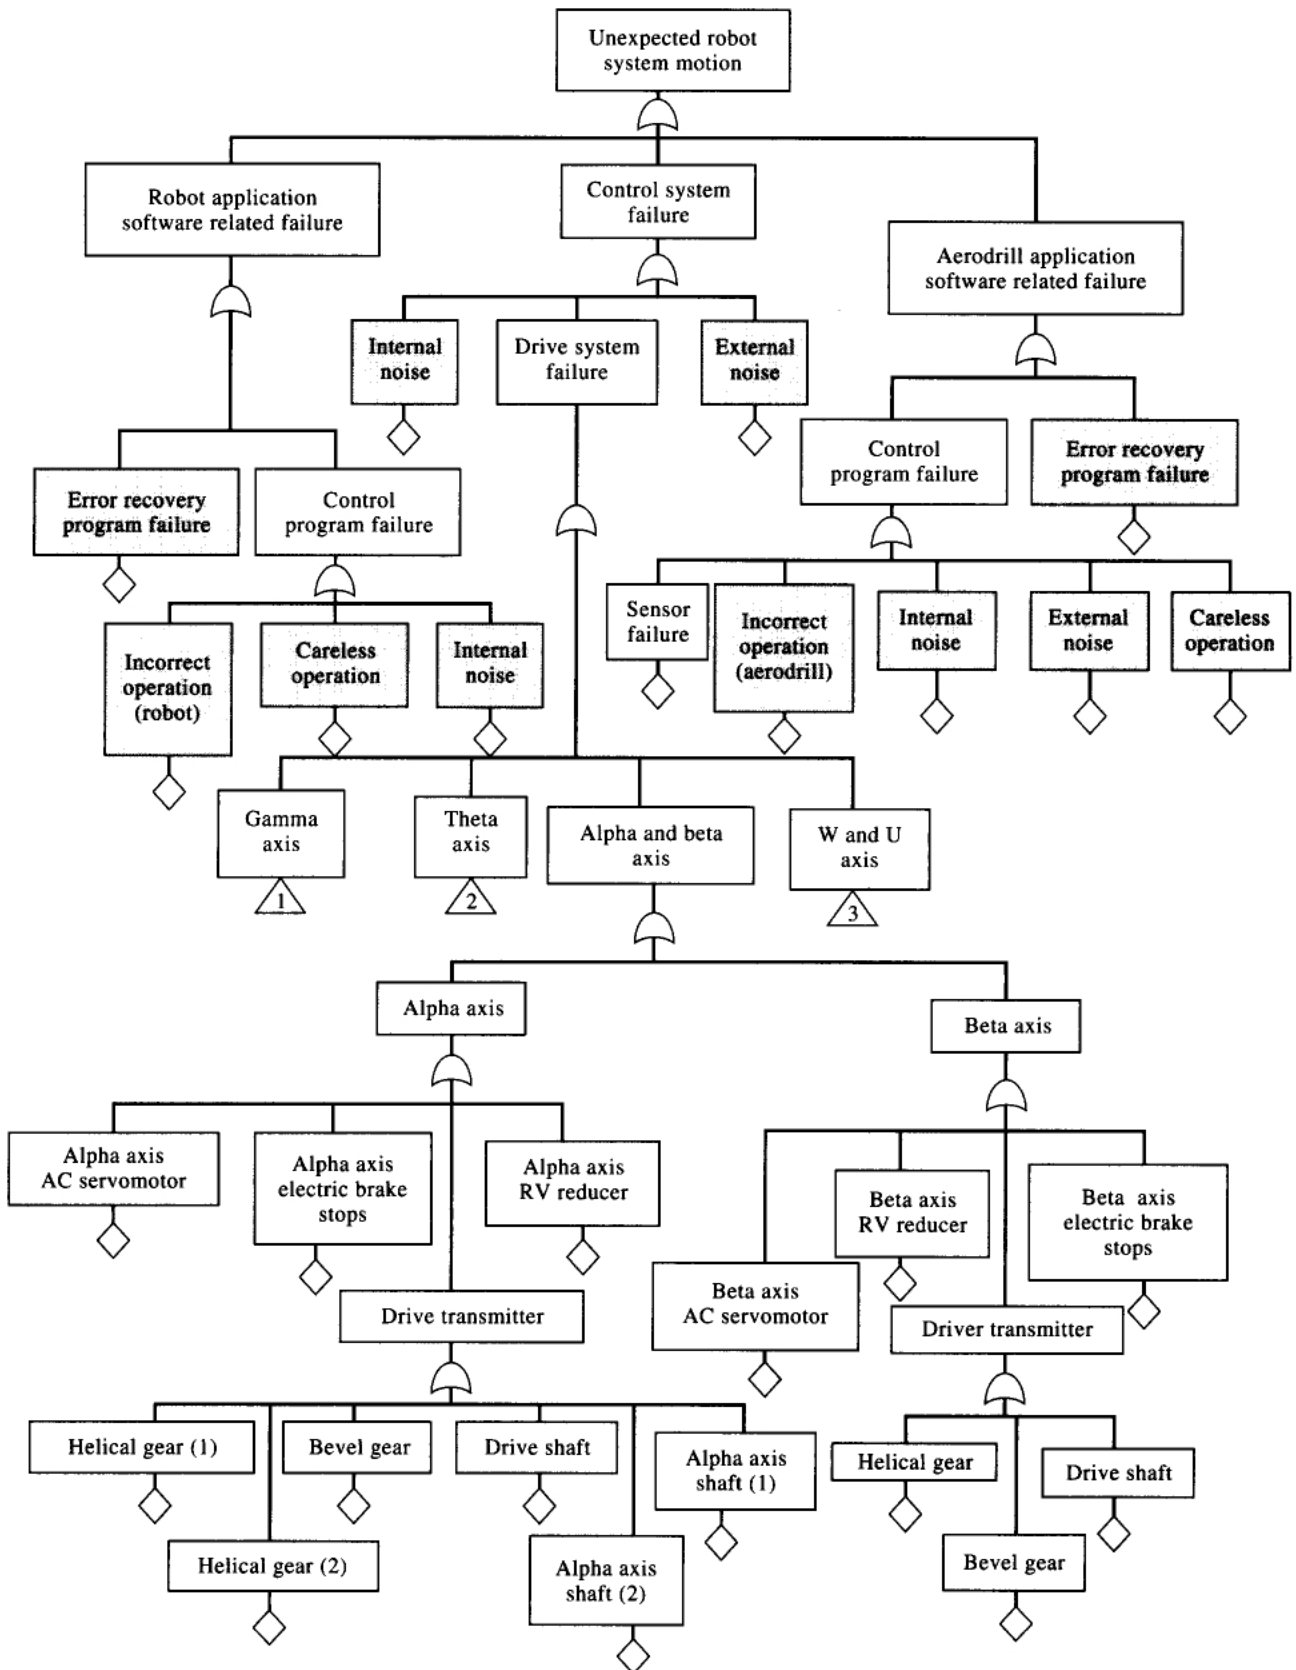 Unexpected robot
system motion
Robot application
software related failure
Control system
failure
Aerodrill application
software related failure
Internal
noise
Drive system
failure
External
noise
Control
program failure
Error recovery
program failure
Error recovery
program failure
Control
program failure
Sensor
failure
Incorrect
operation
(aerodrill)
Internal
noise
External
noise
Careless
operation
Incorrect
operation
(robot)
Careless
operation
Internal
noise
Gamma
axis
1
Theta
axis
2
Alpha and beta
axis
W and U
axis
3
Alpha axis
Beta axis
Alpha axis
AC servomotor
Alpha axis
electric brake
stops
Alpha axis
RV reducer
Beta axis
RV reducer
Beta axis
electric brake
stops
Beta axis
AC servomotor
Drive transmitter
Driver transmitter
Helical gear (1)
Bevel gear
Drive shaft
Alpha axis
shaft (1)
Helical gear
Drive shaft
Helical gear (2)
Alpha axis
shaft (2)
Bevel gear